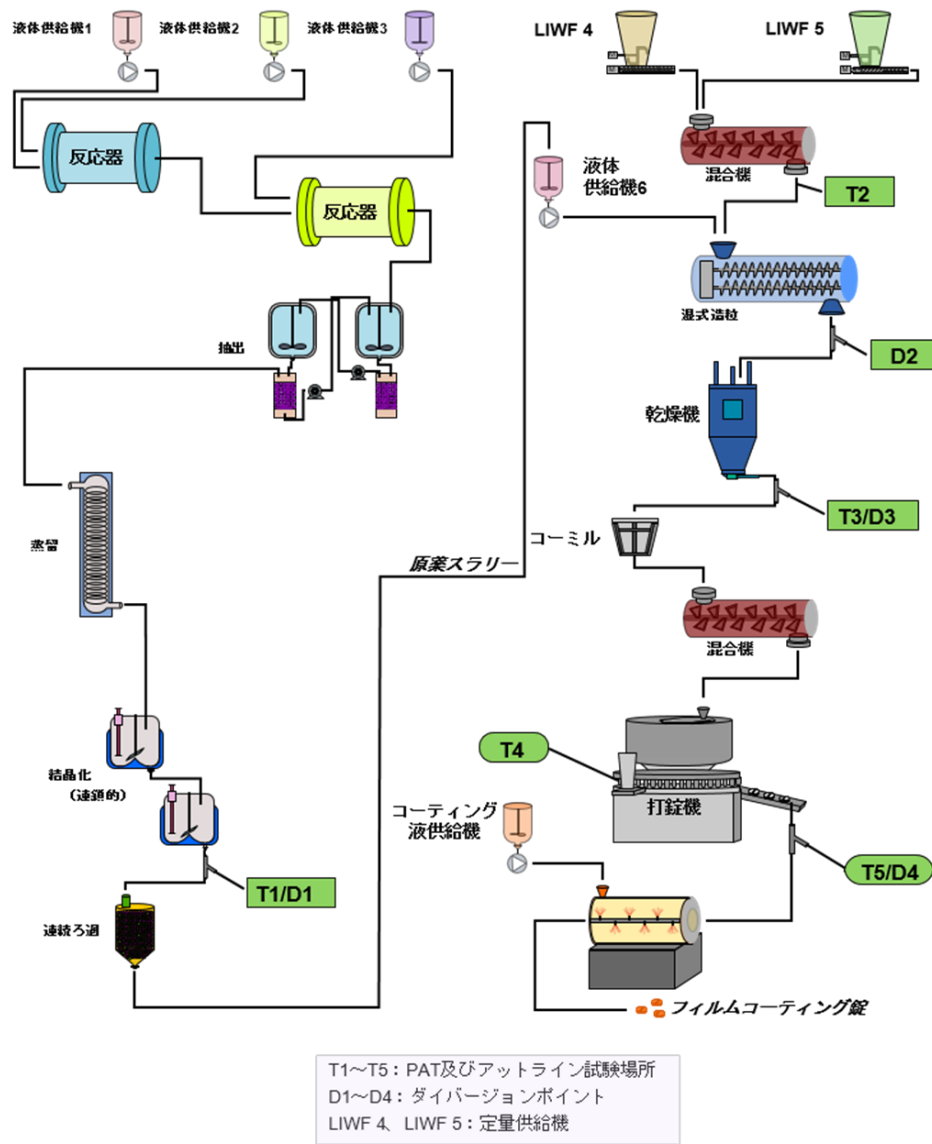 液体供給機1
液体供給機2
液体供給機3
反応器
反応器
抽出
蒸留
結晶化
(連鎖的)
T1/D1
連続ろ過
原薬スラリー
LIWF 4
LIWF 5
混合機
T2
液体
供給機6
湿式造粒
D2
乾燥機
T3/D3
コーミル
混合機
T4
打錠機
コーティング
液供給機
T5/D4
フィルムコーティング錠
T1～T5：PAT及びアットライン試験場所
D1～D4：ダイバージョンポイント
LIWF 4、LIWF 5：定量供給機